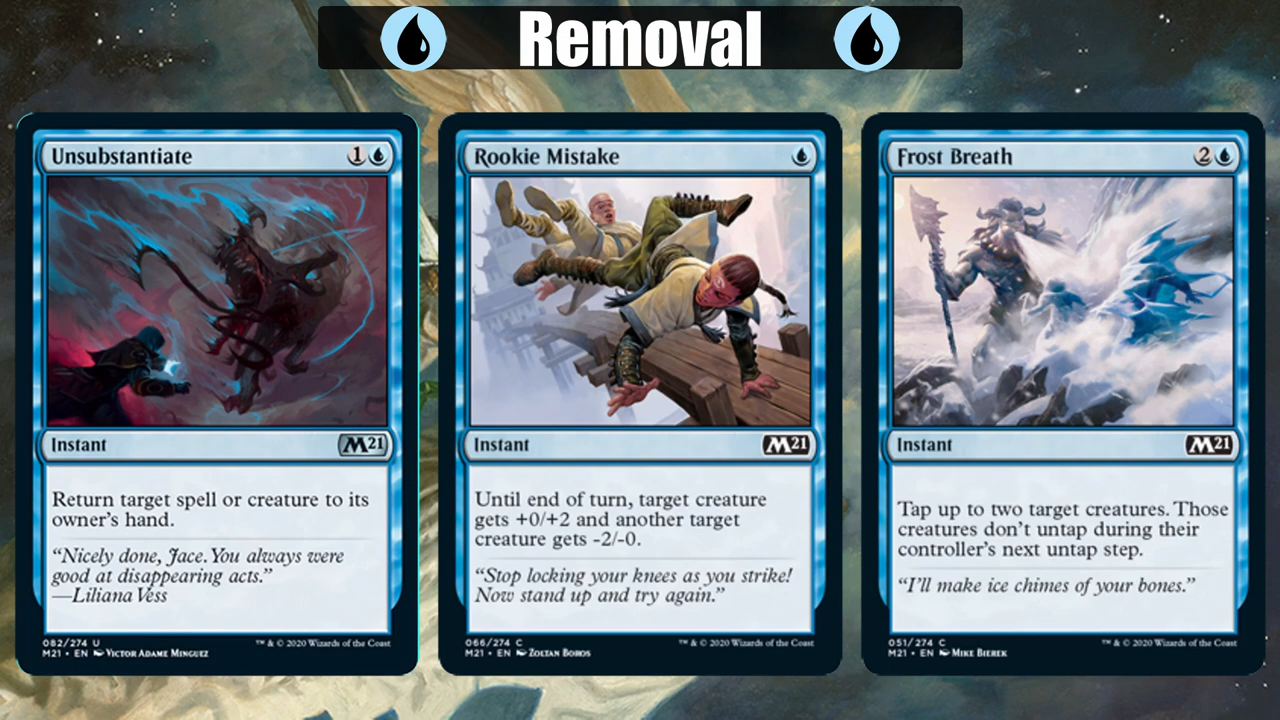 Removal
Unsubstantiate 1
Instant M21
Return target spell or creature to its
owner's hand.
“Nicely done, Jace. You always were
good at disappearing acts.”
—Liliana Vess
082/274 U
M21 • EN Victor Adame Minguez
™ & © 2020 Wizards of the Coast
Rookie Mistake
Instant M21
Until end of turn, target creature
gets +0/+2 and another target
creature gets -2/-0.
“Stop locking your knees as you strike!
Now stand up and try again.”
066/274 C
M21 • EN Zoltan Boros
™ & © 2020 Wizards of the Coast
Frost Breath 2
Instant M21
Tap up to two target creatures. Those
creatures don't untap during their
controller's next untap step.
“I'll make ice chimes of your bones.”
051/274 C
M21 • EN Mike Bierek
™ & © 2020 Wizards of the Coast